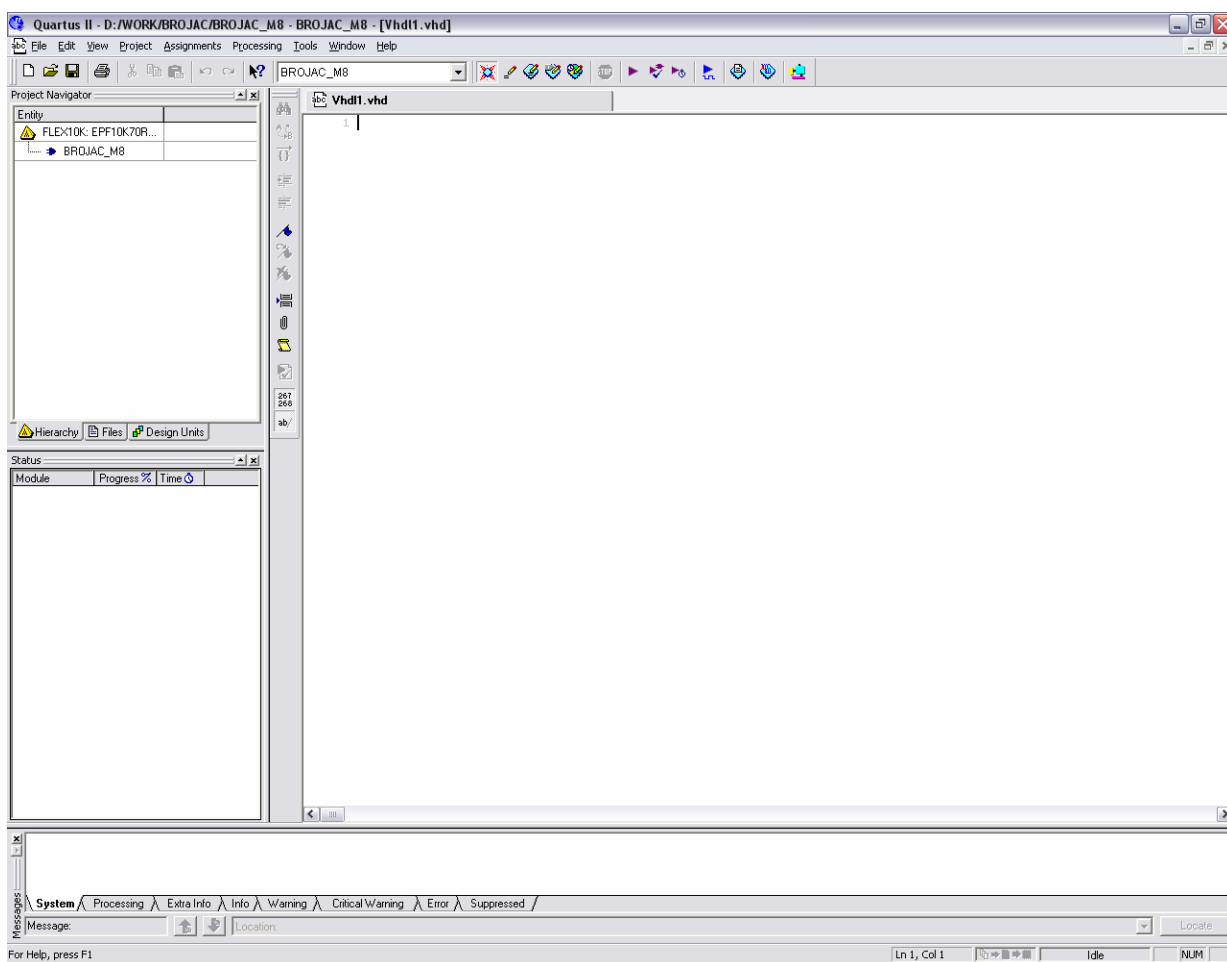 Quartus II - D:/WORK/BROJAC/BROJAC_M8 - BROJAC_M8 - [Vhdl1.vhd]
abc File Edit View Project Assignments Processing Tools Window Help
BROJAC_M8
STOP
Project Navigator
abc Vhdl1.vhd
Entity
1
FLEX10K: EPF10K70R...
BROJAC_M8
267
268
ab/
Hierarchy Files Design Units
Status
Module Progress % Time
Messages
System Processing Extra Info Info Warning Critical Warning Error Suppressed
Message: Location: Locate
For Help, press F1 Ln 1, Col 1 Idle NUM